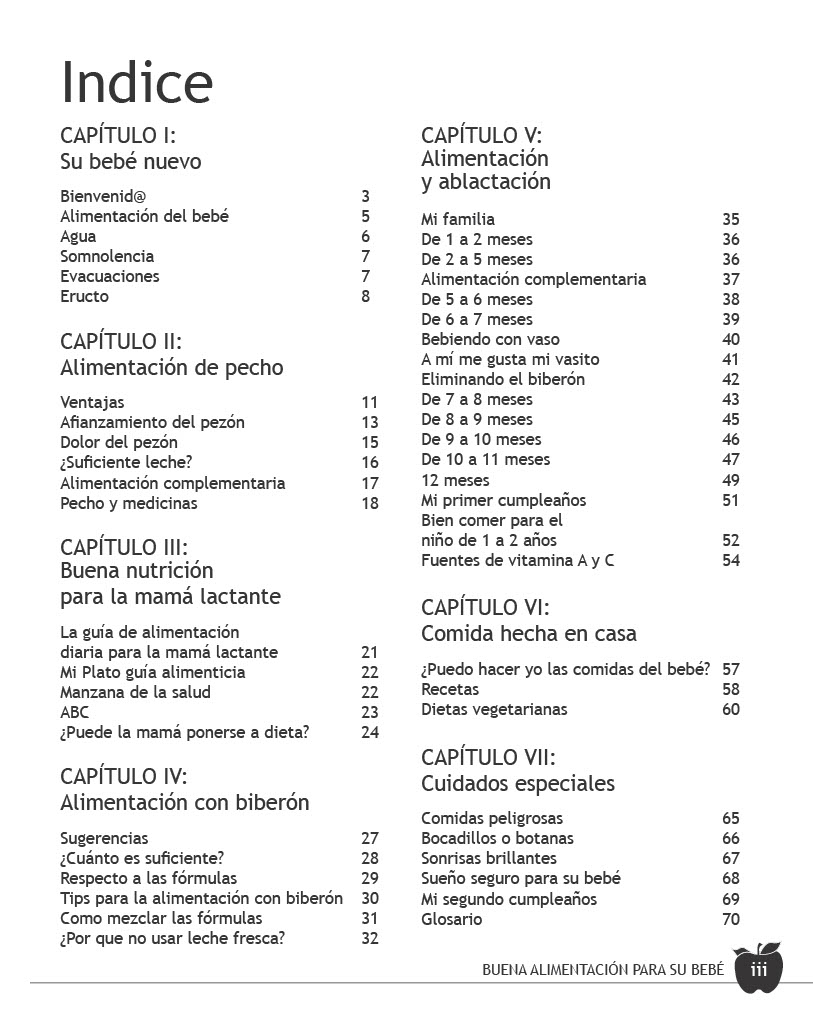 Indice
CAPÍTULO I:
Su bebé nuevo
Bienvenid@ 3
Alimentación del bebé 5
Agua 6
Somnolencia 7
Evacuaciones 7
Eructo 8
CAPÍTULO II:
Alimentación de pecho
Ventajas 11
Afianzamiento del pezón 13
Dolor del pezón 15
¿Suficiente leche? 16
Alimentación complementaria 17
Pecho y medicinas 18
CAPÍTULO III:
Buena nutrición
para la mamá lactante
La guía de alimentación
diaria para la mamá lactante 21
Mi Plato guía alimenticia 22
Manzana de la salud 22
ABC 23
¿Puede la mamá ponerse a dieta? 24
CAPÍTULO IV:
Alimentación con biberón
Sugerencias 27
¿Cuánto es suficiente? 28
Respecto a las fórmulas 29
Tips para la alimentación con biberón 30
Como mezclar las fórmulas 31
¿Por que no usar leche fresca? 32
CAPÍTULO V:
Alimentación
y ablactación
Mi familia 35
De 1 a 2 meses 36
De 2 a 5 meses 36
Alimentación complementaria 37
De 5 a 6 meses 38
De 6 a 7 meses 39
Bebiendo con vaso 40
A mí me gusta mi vasito 41
Eliminando el biberón 42
De 7 a 8 meses 43
De 8 a 9 meses 45
De 9 a 10 meses 46
De 10 a 11 meses 47
12 meses 49
Mi primer cumpleaños 51
Bien comer para el
niño de 1 a 2 años 52
Fuentes de vitamina A y C 54
CAPÍTULO VI:
Comida hecha en casa
¿Puedo hacer yo las comidas del bebé? 57
Recetas 58
Dietas vegetarianas 60
CAPÍTULO VII:
Cuidados especiales
Comidas peligrosas 65
Bocadillos o botanas 66
Sonrisas brillantes 67
Sueño seguro para su bebé 68
Mi segundo cumpleaños 69
Glosario 70
BUENA ALIMENTACIÓN PARA SU BEBÉ iii